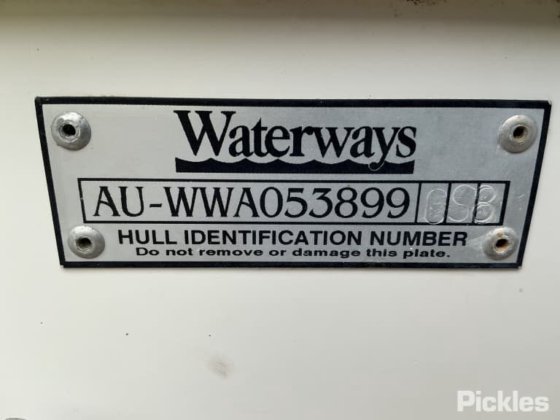 Waterways
AU-WWA053899
HULL IDENTIFICATION NUMBER
Do not remove or damage this plate.
Pickles